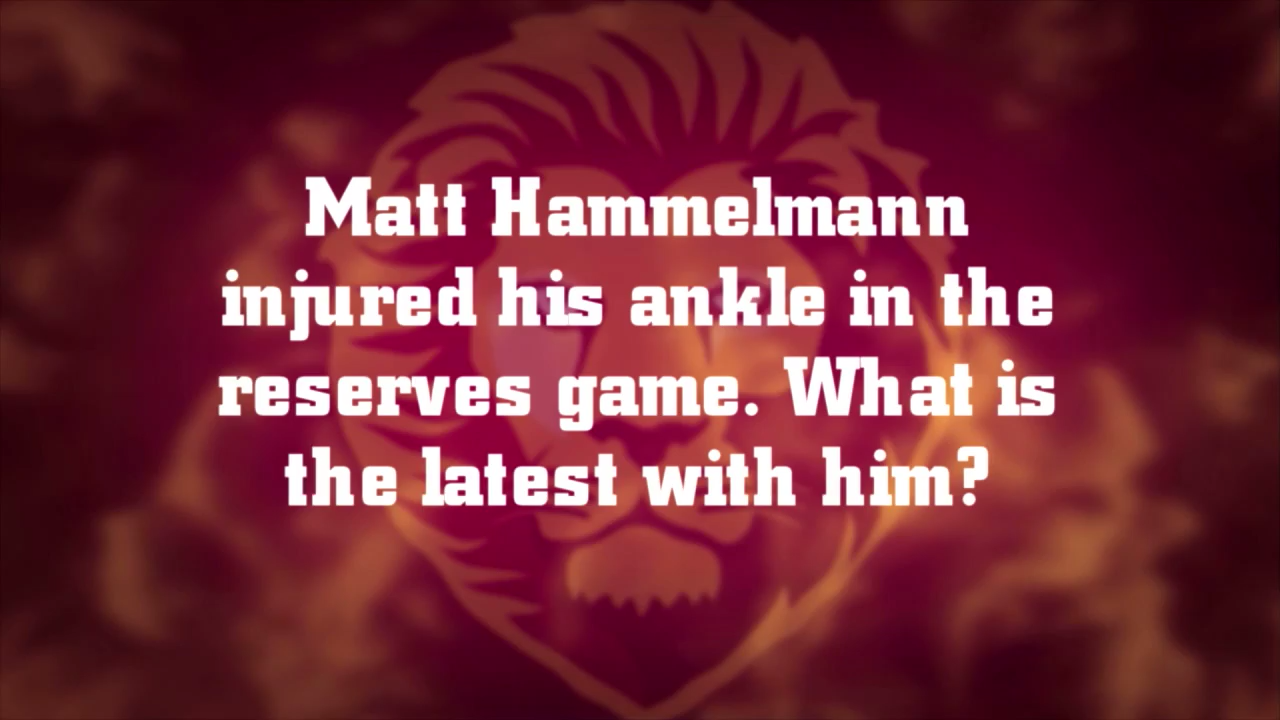 Matt Hammelmann
injured his ankle in the
reserves game. What is
the latest with him?